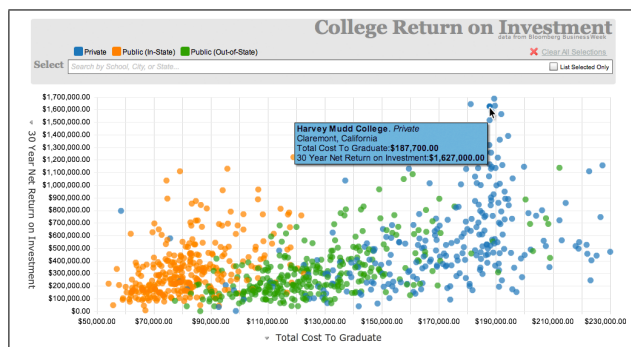 College Return on Investment
data from Bloomberg BusinessWeek
Private Public (In-State) Public (Out-of-State)
Clear All Selections
Select Search by School, City, or State...
List Selected Only
$1,700,000.00
$1,600,000.00
$1,500,000.00
$1,400,000.00
$1,300,000.00
$1,200,000.00
$1,100,000.00
$1,000,000.00
$900,000.00
$800,000.00
$700,000.00
$600,000.00
$500,000.00
$400,000.00
$300,000.00
$200,000.00
$100,000.00
$0.00
30 Year Net Return on Investment
Harvey Mudd College. Private
Claremont, California
Total Cost To Graduate:$187,700.00
30 Year Net Return on Investment:$1,627,000.00
$50,000.00 $70,000.00 $90,000.00 $110,000.00 $130,000.00 $150,000.00 $170,000.00 $190,000.00 $210,000.00 $230,000.00
Total Cost To Graduate